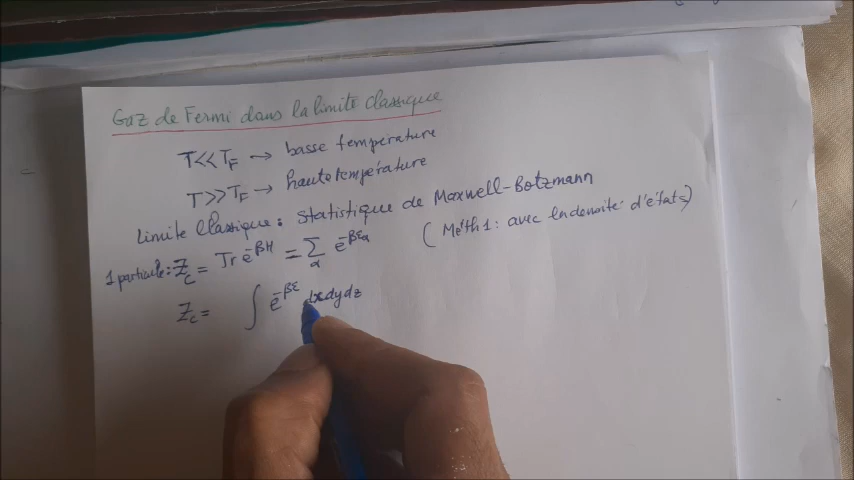 Gaz de Fermi dans la limite classique
T<<T_F → basse température
T>>T_F → haute température
Limite Classique : Statistique de Maxwell-Botzmann
(Méth 1: avec la densité d'états)
1 particule: Z_c = Tr e^{-βH} = Σ_α e^{-βε_α}
Z_c = ∫ e^{-βε} dxdydz